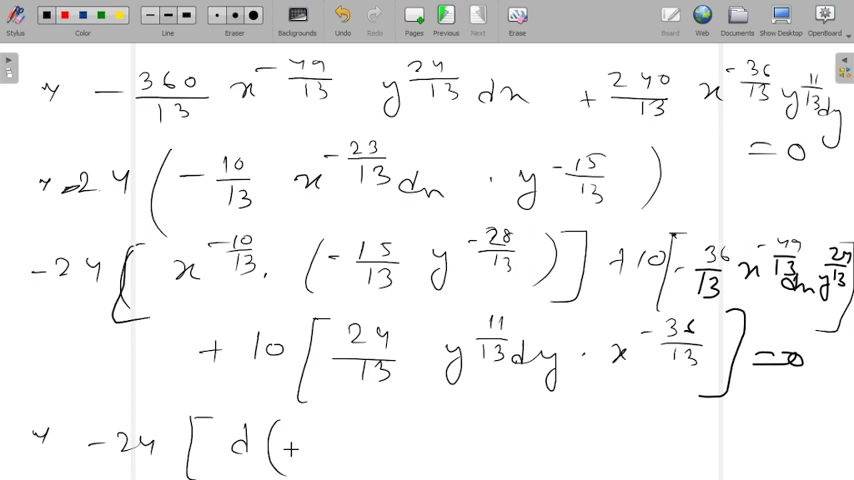 Stylus
Color
Line
Eraser
Backgrounds
Undo
Redo
Pages
Previous
Next
Erase
Board
Web
Documents
Show Desktop
OpenBoard
, -360/13 x^(-49/13) y^(24/13) dx + 240/13 x^(-36/13) y^(11/13) dy
= 0
, -24 ( -10/13 x^(-23/13) dx · y^(-15/13) )
-24 [ x^(-10/13) · ( -15/13 y^(-28/13) ) ] + 10 [ -36/13 x^(-49/13) dx y^(24/13) ]
+ 10 [ 24/13 y^(11/13) dy · x^(-36/13) ] = 0
, -24 [ d ( +